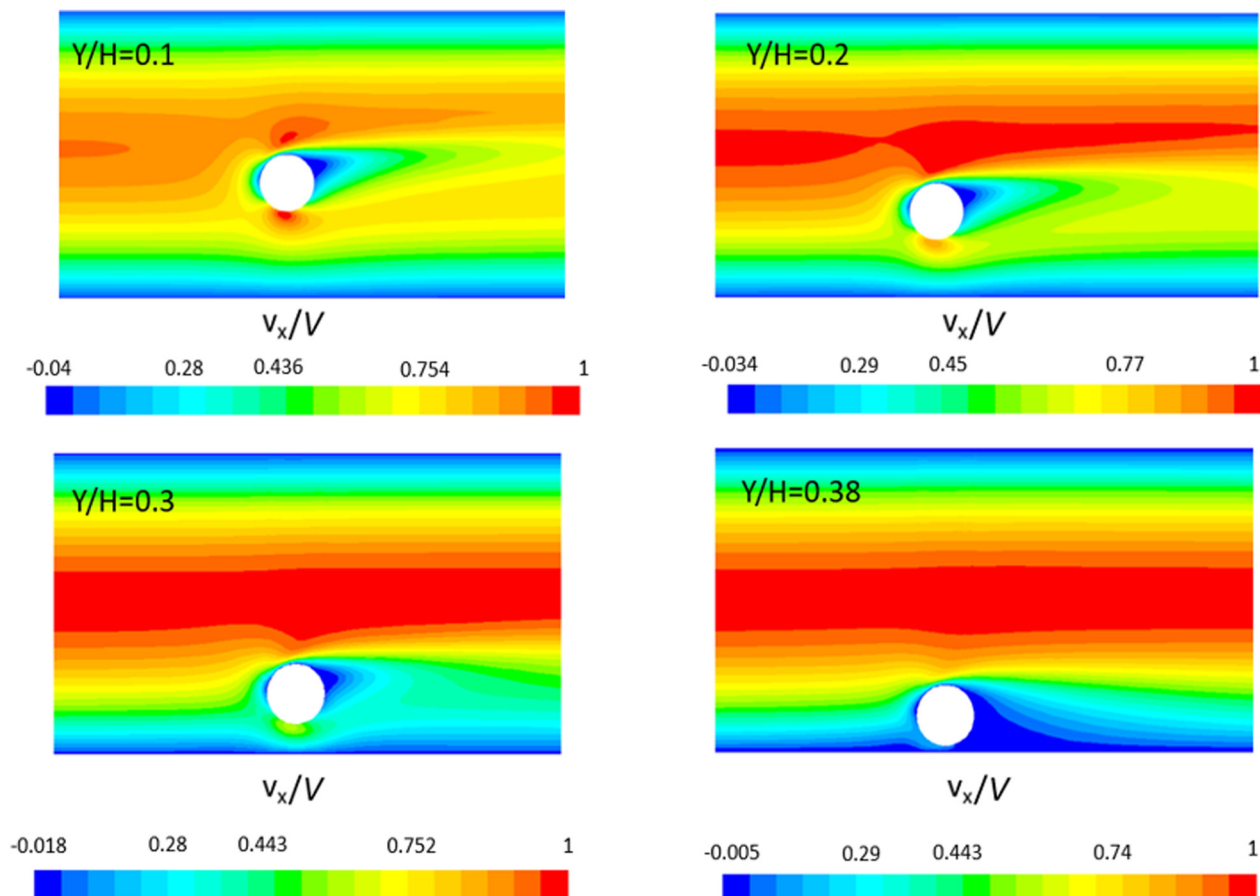 Y/H=0.1
vₓ/V
-0.04 0.28 0.436 0.754 1
Y/H=0.2
vₓ/V
-0.034 0.29 0.45 0.77 1
Y/H=0.3
vₓ/V
-0.018 0.28 0.443 0.752 1
Y/H=0.38
vₓ/V
-0.005 0.29 0.443 0.74 1